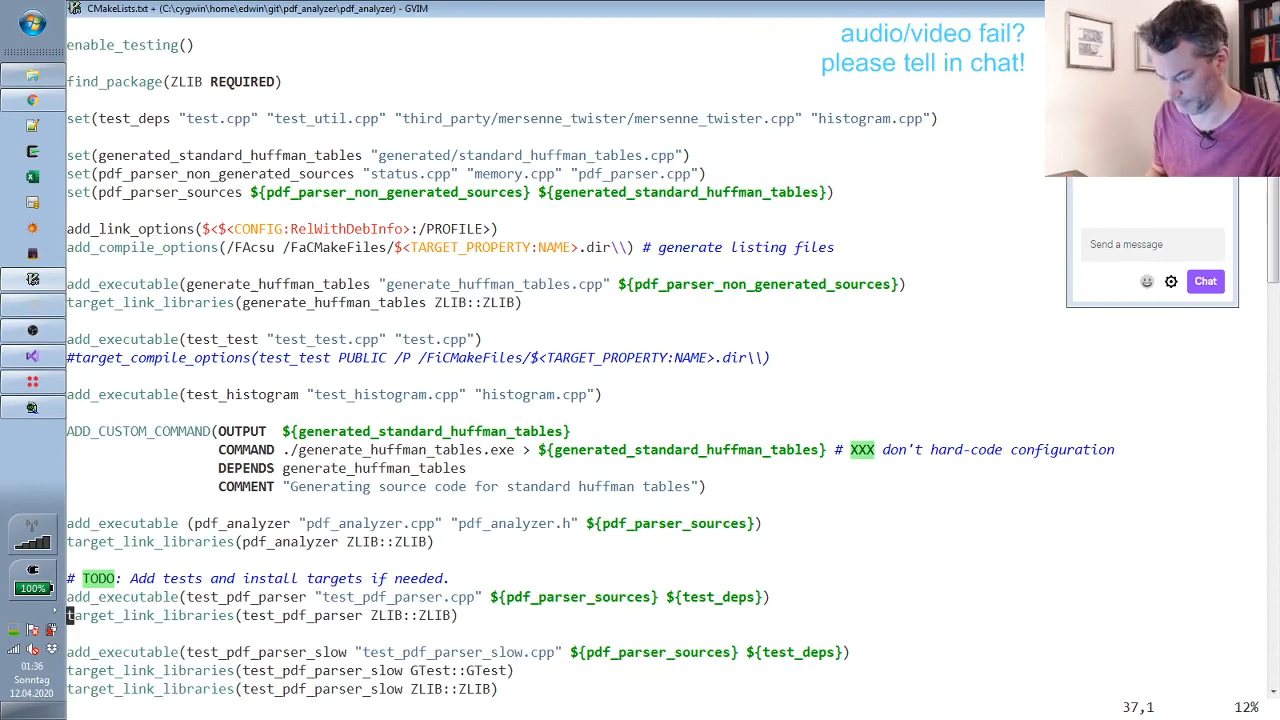 CMakeLists.txt + (C:\cygwin\home\edwin\git\pdf_analyzer\pdf_analyzer) - GVIM
audio/video fail?
please tell in chat!
enable_testing()
find_package(ZLIB REQUIRED)
set(test_deps "test.cpp" "test_util.cpp" "third_party/mersenne_twister/mersenne_twister.cpp" "histogram.cpp")
set(generated_standard_huffman_tables "generated/standard_huffman_tables.cpp")
set(pdf_parser_non_generated_sources "status.cpp" "memory.cpp" "pdf_parser.cpp")
set(pdf_parser_sources ${pdf_parser_non_generated_sources} ${generated_standard_huffman_tables})
add_link_options($<$<CONFIG:RelWithDebInfo>:/PROFILE>)
add_compile_options(/FAcsu /FaCMakeFiles/$<TARGET_PROPERTY:NAME>.dir\\) # generate listing files
add_executable(generate_huffman_tables "generate_huffman_tables.cpp" ${pdf_parser_non_generated_sources})
target_link_libraries(generate_huffman_tables ZLIB::ZLIB)
add_executable(test_test "test_test.cpp" "test.cpp")
#target_compile_options(test_test PUBLIC /P /FiCMakeFiles/$<TARGET_PROPERTY:NAME>.dir\\)
add_executable(test_histogram "test_histogram.cpp" "histogram.cpp")
ADD_CUSTOM_COMMAND(OUTPUT ${generated_standard_huffman_tables}
COMMAND ./generate_huffman_tables.exe > ${generated_standard_huffman_tables} # XXX don't hard-code configuration
DEPENDS generate_huffman_tables
COMMENT "Generating source code for standard huffman tables")
add_executable (pdf_analyzer "pdf_analyzer.cpp" "pdf_analyzer.h" ${pdf_parser_sources})
target_link_libraries(pdf_analyzer ZLIB::ZLIB)
# TODO: Add tests and install targets if needed.
add_executable(test_pdf_parser "test_pdf_parser.cpp" ${pdf_parser_sources} ${test_deps})
target_link_libraries(test_pdf_parser ZLIB::ZLIB)
add_executable(test_pdf_parser_slow "test_pdf_parser_slow.cpp" ${pdf_parser_sources} ${test_deps})
target_link_libraries(test_pdf_parser_slow GTest::GTest)
target_link_libraries(test_pdf_parser_slow ZLIB::ZLIB)
37,1 12%
Send a message
Chat
100%
01:36
Sonntag
12.04.2020